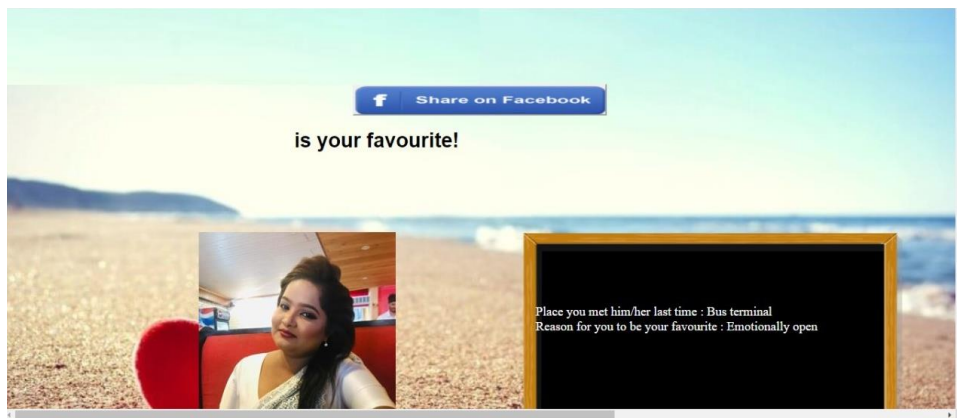 f Share on Facebook
is your favourite!
Place you met him/her last time : Bus terminal
Reason for you to be your favourite : Emotionally open